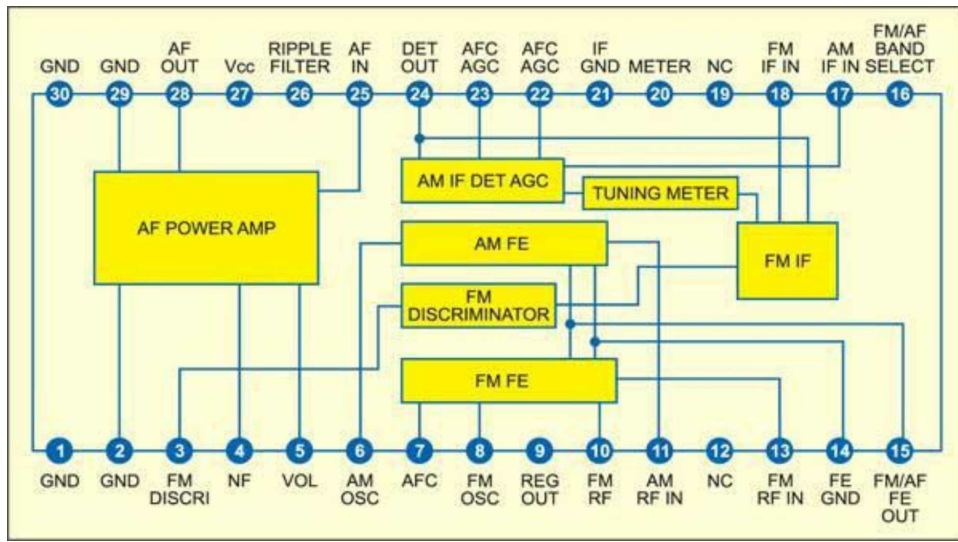 GND
GND
AF
OUT
Vcc
RIPPLE
FILTER
AF
IN
DET
OUT
AFC
AGC
AFC
AGC
IF
GND
METER
NC
FM
IF IN
AM
IF IN
FM/AF
BAND
SELECT
30
29
28
27
26
25
24
23
22
21
20
19
18
17
16
AM IF DET AGC
TUNING METER
AF POWER AMP
AM FE
FM IF
FM
DISCRIMINATOR
FM FE
1
2
3
4
5
6
7
8
9
10
11
12
13
14
15
GND
GND
FM
DISCRI
NF
VOL
AM
OSC
AFC
FM
OSC
REG
OUT
FM
RF
AM
RF IN
NC
FM
RF IN
FE
GND
FM/AF
FE
OUT